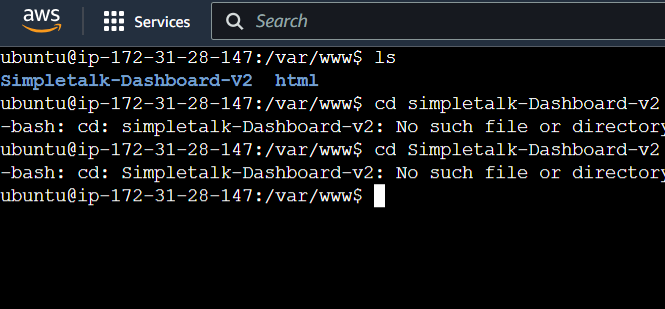 aws Services Search
ubuntu@ip-172-31-28-147:/var/www$ ls
Simpletalk-Dashboard-V2  html
ubuntu@ip-172-31-28-147:/var/www$ cd simpletalk-Dashboard-v2
-bash: cd: simpletalk-Dashboard-v2: No such file or directory
ubuntu@ip-172-31-28-147:/var/www$ cd Simpletalk-Dashboard-v2
-bash: cd: Simpletalk-Dashboard-v2: No such file or directory
ubuntu@ip-172-31-28-147:/var/www$